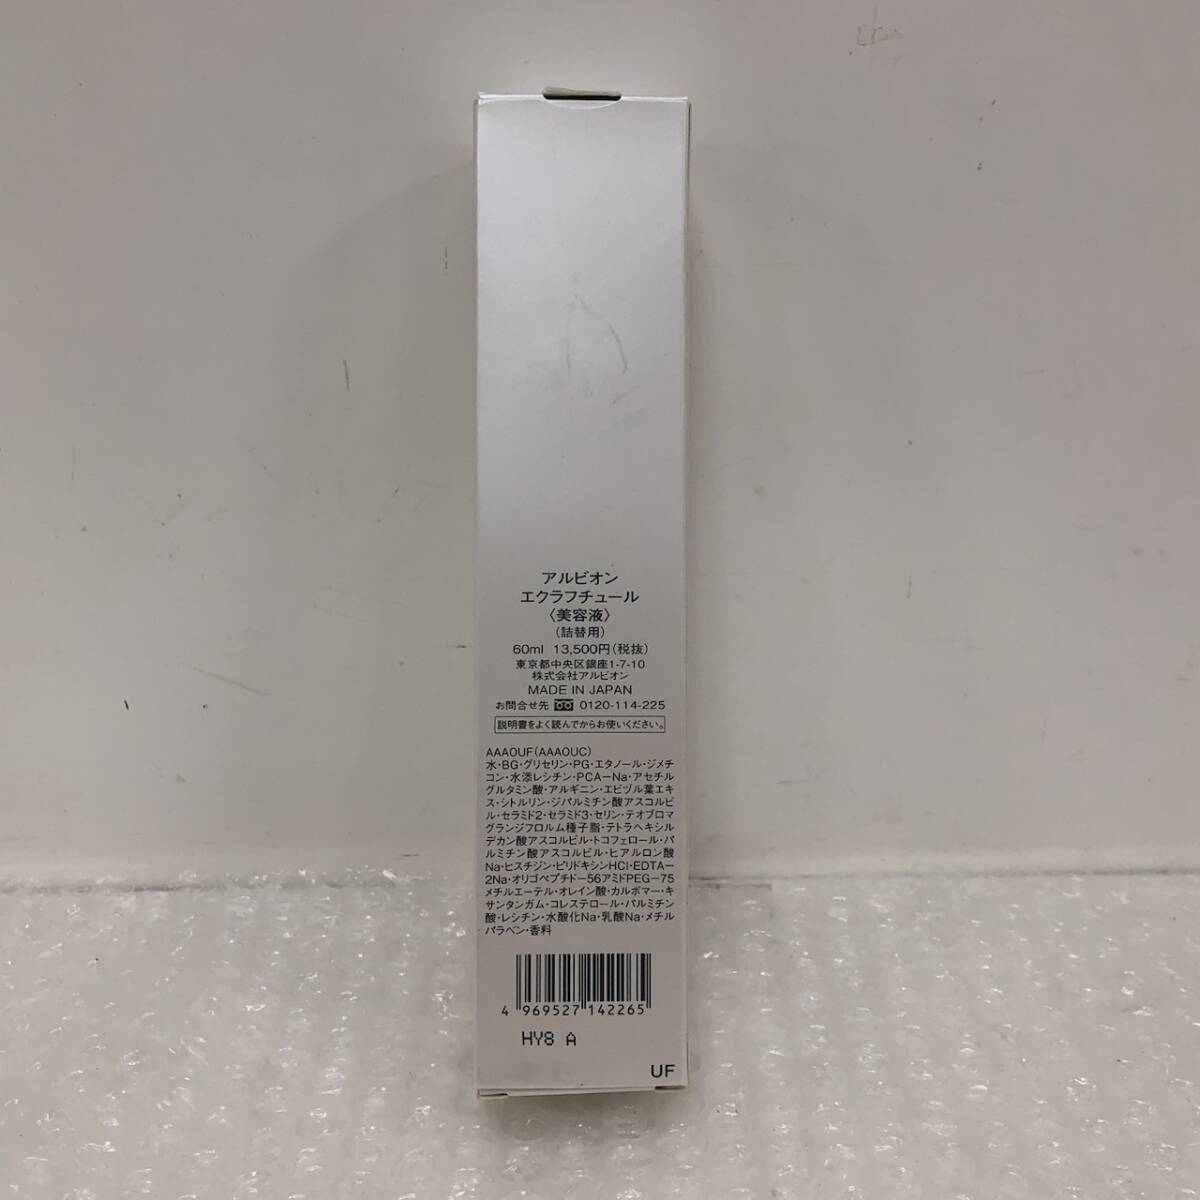 アルビオン
エクラフチュール
〈美容液〉
(詰替用)
60ml 13,500円(税抜)
東京都中央区銀座1-7-10
株式会社アルビオン
MADE IN JAPAN
お問合せ先 0120-114-225
説明書をよく読んでからお使いください。
AAAOUF(AAAOUC)
水・BG・グリセリン・PG・エタノール・ジメチ
コン・水添レシチン・PCA－Na・アセチル
グルタミン酸・アルギニン・エビヅル葉エキ
ス・シトルリン・ジパルミチン酸アスコルビ
ル・セラミド2・セラミド3・セリン・テオブロマ
グランジフロルム種子脂・テトラヘキシル
デカン酸アスコルビル・トコフェロール・パ
ルミチン酸アスコルビル・ヒアルロン酸
Na・ヒスチジン・ピリドキシンHCl・EDTA－
2Na・オリゴペプチド－56アミドPEG－75
メチルエーテル・オレイン酸・カルボマー・キ
サンタンガム・コレステロール・パルミチン
酸・レシチン・水酸化Na・乳酸Na・メチル
パラベン・香料
4 969527 142265
HY8 A
UF